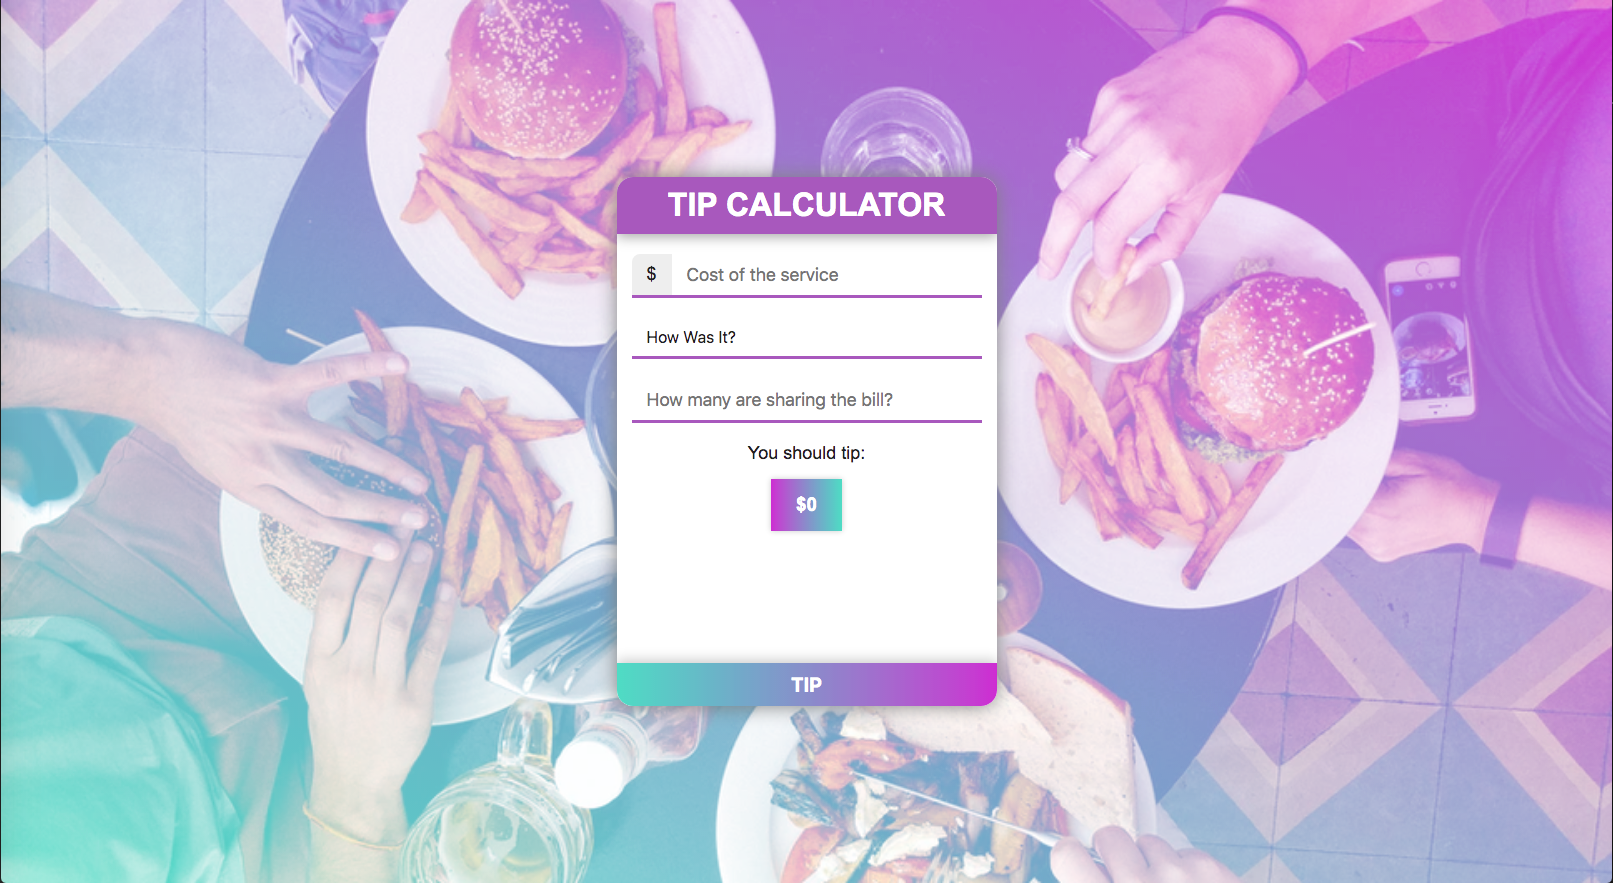 TIP CALCULATOR
$ Cost of the service
How Was It?
How many are sharing the bill?
You should tip:
$0
TIP